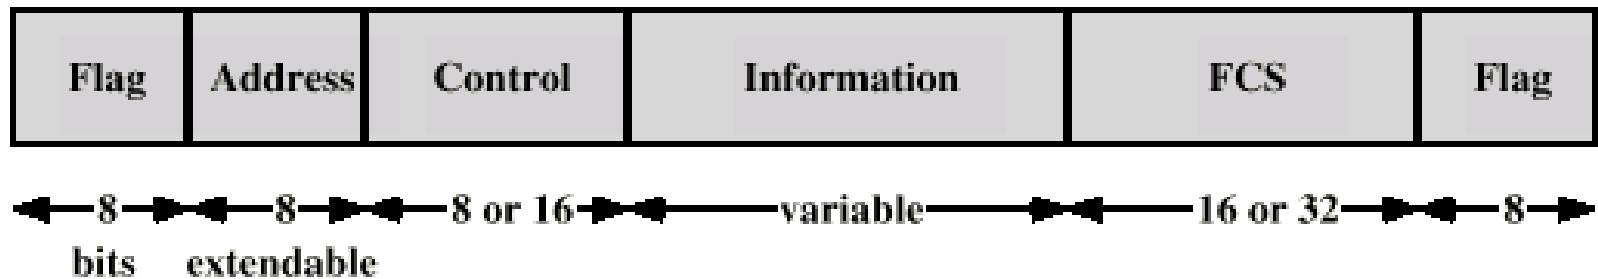 Flag Address Control Information FCS Flag
8 8 8 or 16 variable 16 or 32 8
bits extendable